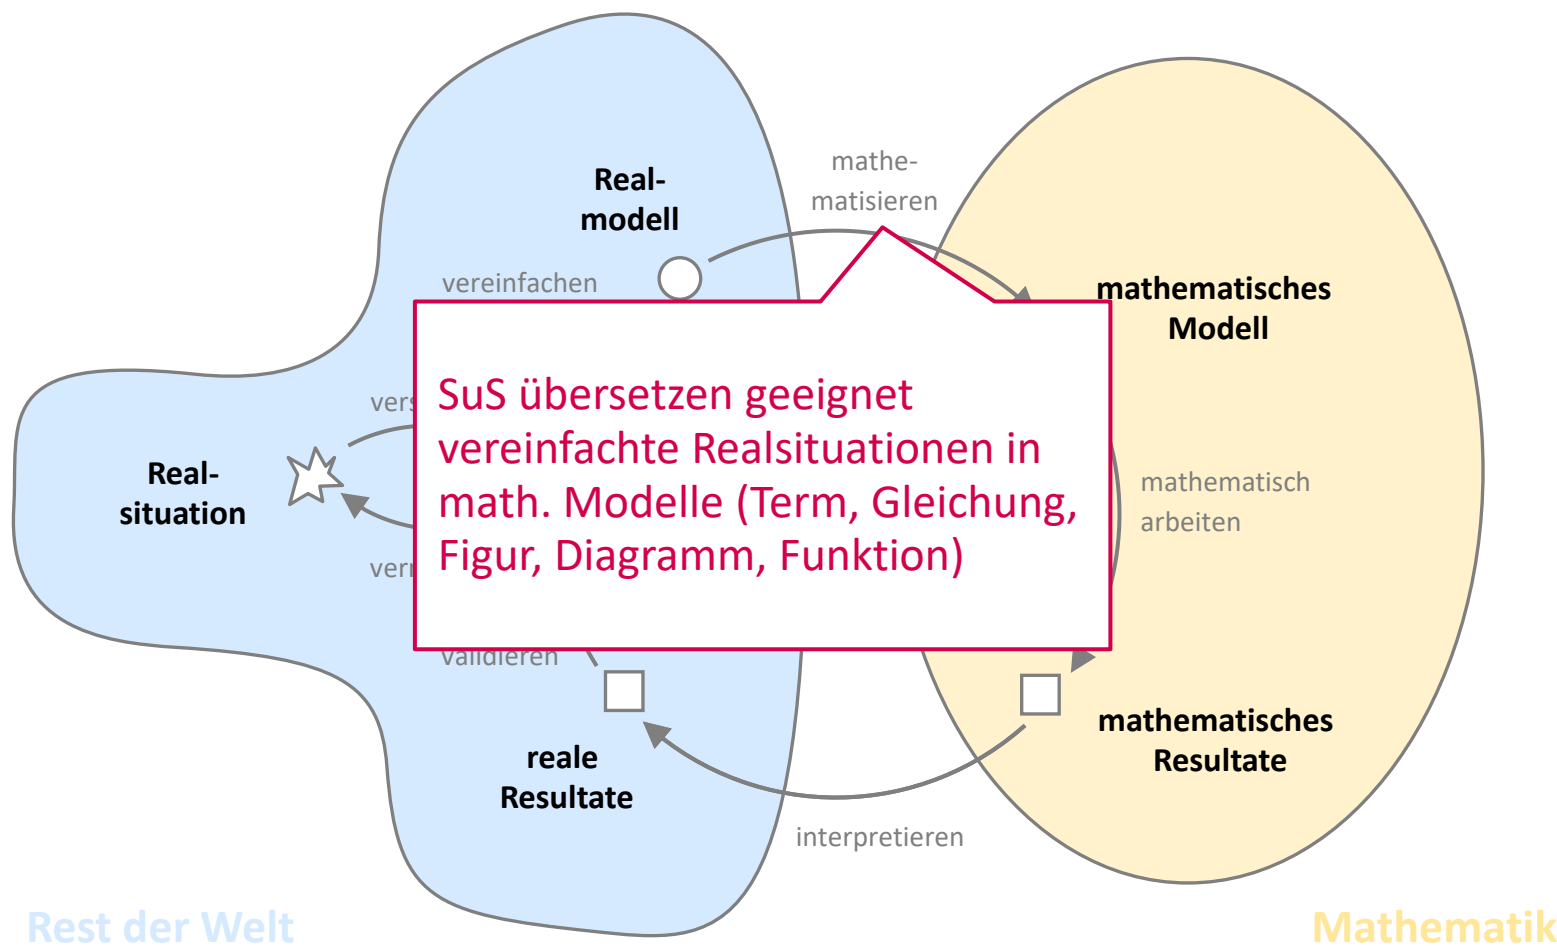 mathe-
matisieren
Real-
modell
vereinfachen
mathematisches
Modell
SuS übersetzen geeignet
vereinfachte Realsituationen in
math. Modelle (Term, Gleichung,
Figur, Diagramm, Funktion)
Real-
situation
mathematisch
arbeiten
validieren
mathematisches
Resultate
reale
Resultate
interpretieren
Rest der Welt
Mathematik